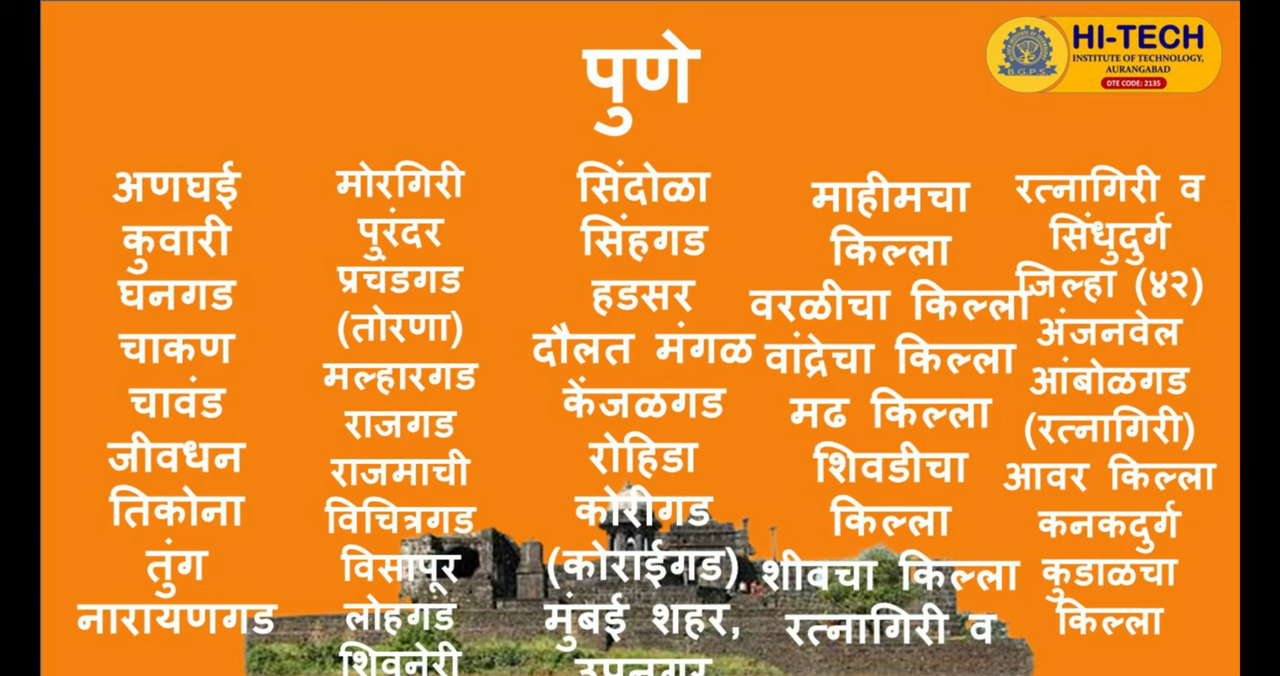 पुणे
HI-TECH
INSTITUTE OF TECHNOLOGY,
AURANGABAD
DTE CODE: 2135
B.G.P.S.
अणघई
कुवारी
घनगड
चाकण
चावंड
जीवधन
तिकोना
तुंग
नारायणगड
मोरगिरी
पुरंदर
प्रचंडगड
(तोरणा)
मल्हारगड
राजगड
राजमाची
विचित्रगड
विसापूर
लोहगड
शिवनेरी
सिंदोळा
सिंहगड
हडसर
दौलत मंगळ
केंजळगड
रोहिडा
कोरीगड
(कोराईगड)
मुंबई शहर,
उपनगर
माहीमचा
किल्ला
वरळीचा किल्ला
वांद्रेचा किल्ला
मढ किल्ला
शिवडीचा
किल्ला
शीवचा किल्ला
रत्नागिरी व
रत्नागिरी व
सिंधुदुर्ग
जिल्हा (४२)
अंजनवेल
आंबोळगड
(रत्नागिरी)
आवर किल्ला
कनकदुर्ग
कुडाळचा
किल्ला